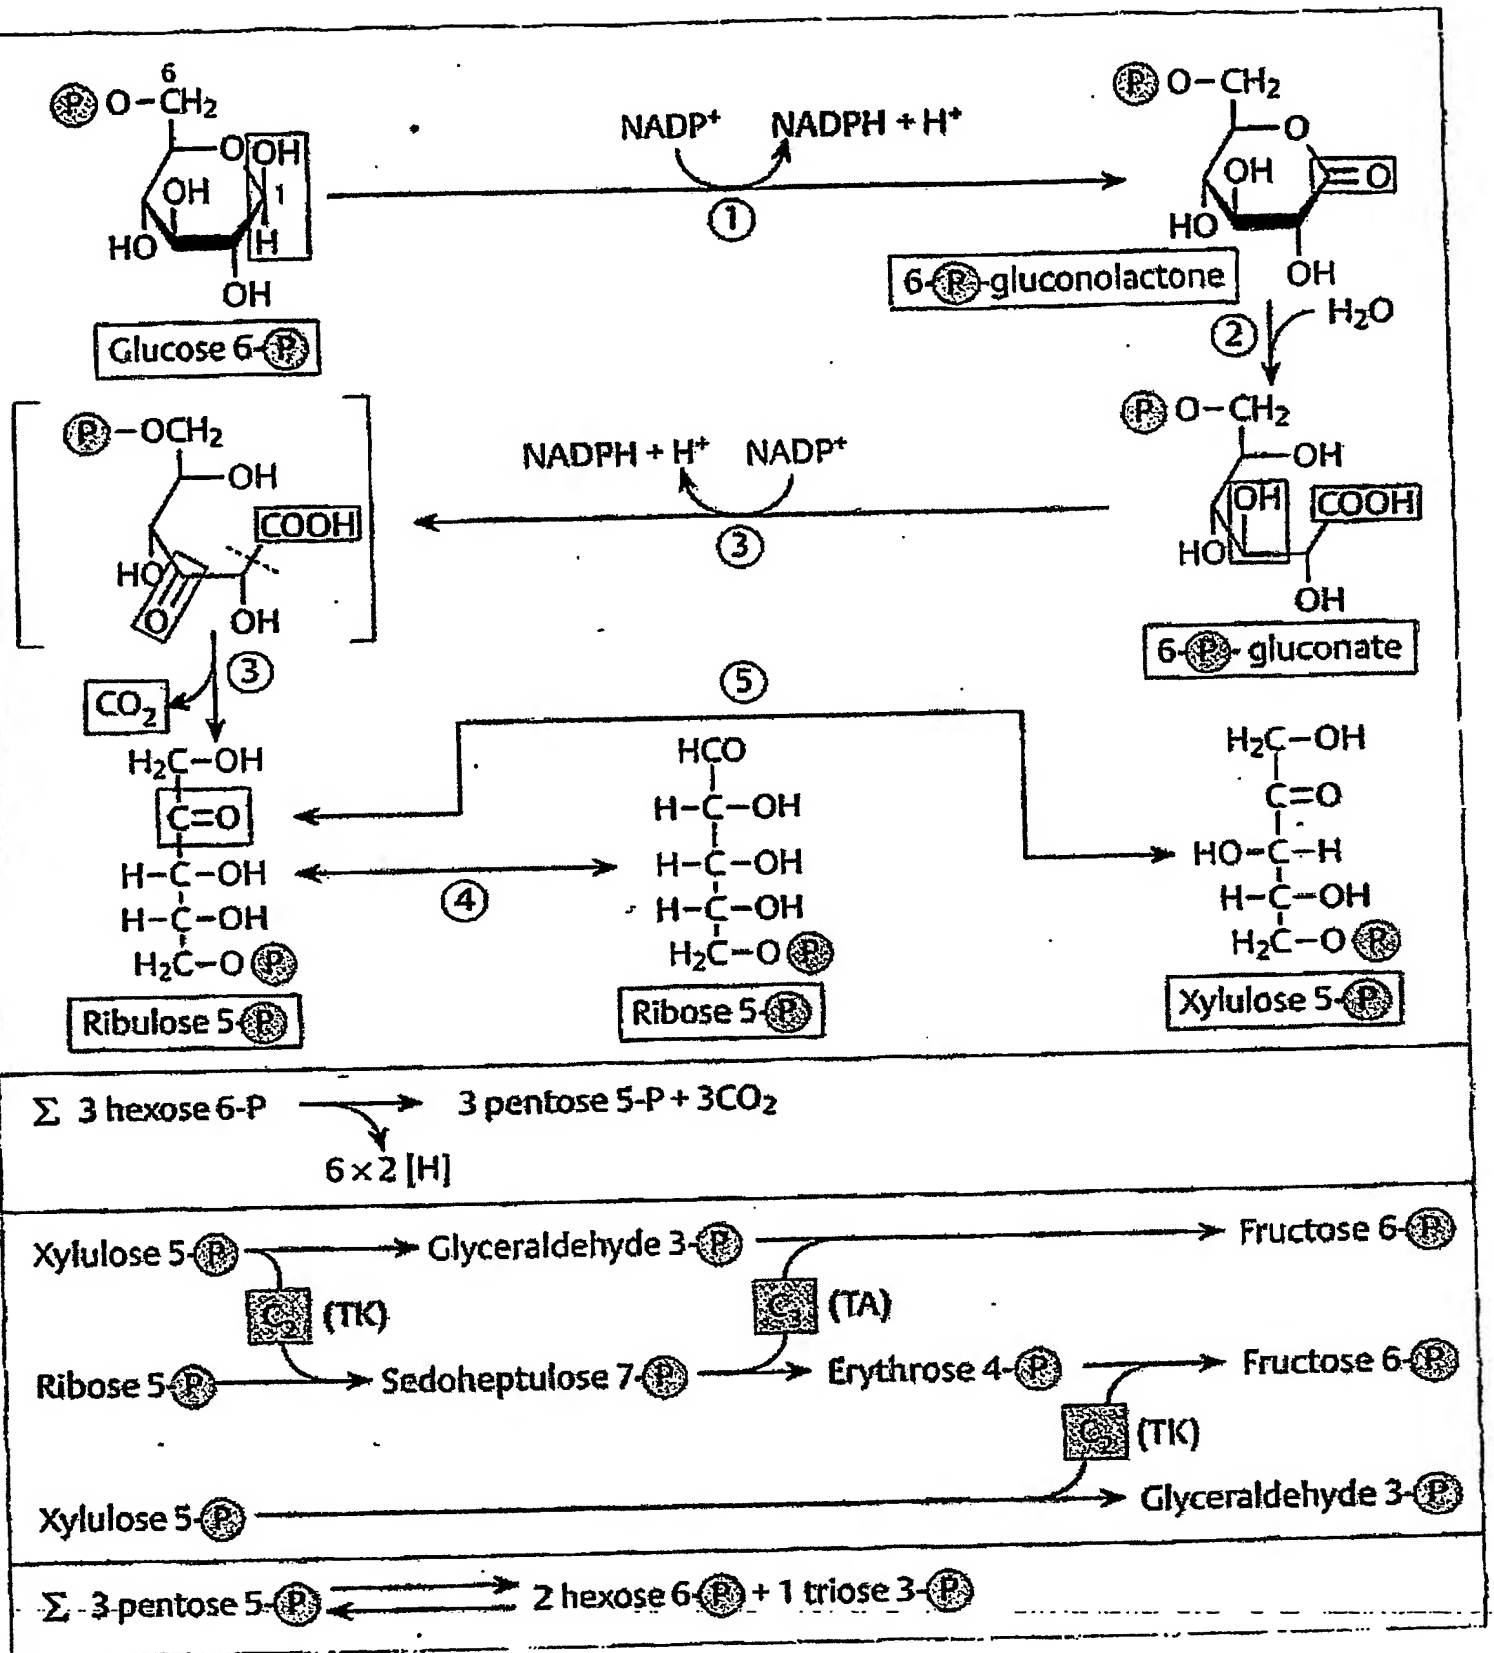 6
P O-CH2
O OH
OH 1
HO H
OH
Glucose 6-P
NADP+ NADPH + H+
1
P O-CH2
O
OH =O
HO
OH
6-P-gluconolactone
2 H2O
P O-CH2
OH
OH COOH
HO
OH
6-P- gluconate
NADPH + H+ NADP+
3
P-OCH2
OH
COOH
HO
O OH
3
CO2
H2C-OH
C=O
H-C-OH
H-C-OH
H2C-O P
Ribulose 5-P
4
5
HCO
H-C-OH
H-C-OH
H-C-OH
H2C-O P
Ribose 5-P
H2C-OH
C=O
HO-C-H
H-C-OH
H2C-O P
Xylulose 5-P
Σ 3 hexose 6-P 3 pentose 5-P + 3CO2
6 × 2 [H]
Xylulose 5-P Glyceraldehyde 3-P Fructose 6-P
C2 (TK) C3 (TA)
Ribose 5-P Sedoheptulose 7-P Erythrose 4-P Fructose 6-P
C2 (TK)
Xylulose 5-P Glyceraldehyde 3-P
Σ 3 pentose 5-P 2 hexose 6-P + 1 triose 3-P